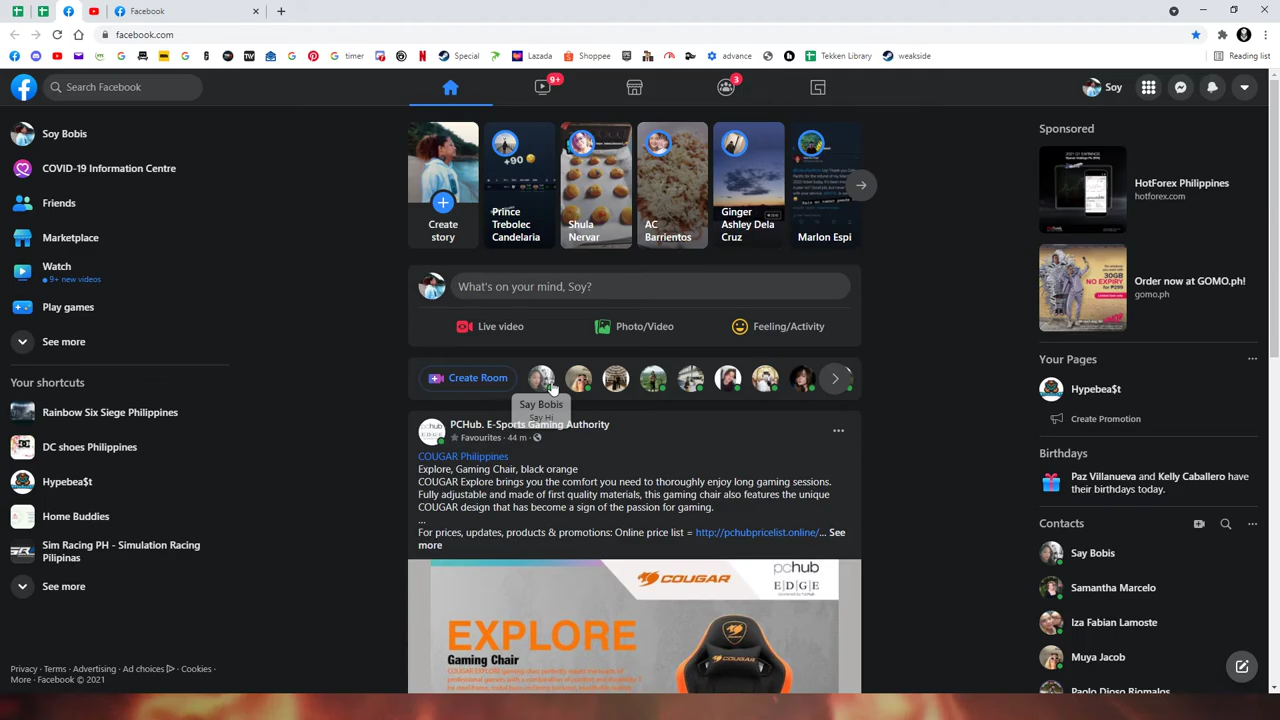 Facebook
facebook.com
timer
Special
Lazada
Shoppee
advance
Tekken Library
weakside
Reading list
Search Facebook
9+
3
Soy
Soy Bobis
COVID-19 Information Centre
Friends
Marketplace
Watch
9+ new videos
Play games
See more
Your shortcuts
Rainbow Six Siege Philippines
DC shoes Philippines
Hypebea$t
Home Buddies
Sim Racing PH - Simulation Racing
Pilipinas
See more
Privacy · Terms · Advertising · Ad choices · Cookies ·
More · Facebook © 2021
Create
story
+90
Prince
Trebolec
Candelaria
Shula
Nervar
AC
Barrientos
Ginger
Ashley Dela
Cruz
Marlon Espi
What's on your mind, Soy?
Live video
Photo/Video
Feeling/Activity
Create Room
Say Bobis
Say Hi
PCHub. E-Sports Gaming Authority
Favourites · 44 m ·
COUGAR Philippines
Explore, Gaming Chair, black orange
COUGAR Explore brings you the comfort you need to thoroughly enjoy long gaming sessions.
Fully adjustable and made of first quality materials, this gaming chair also features the unique
COUGAR design that has become a sign of the passion for gaming.
...
For prices, updates, products & promotions: Online price list = http://pchubpricelist.online/... See
more
COUGAR
pchub
EDGE
EXPLORE
Gaming Chair
COUGAR
Sponsored
HotForex Philippines
hotforex.com
Order now at GOMO.ph!
gomo.ph
30GB
NO EXPIRY
Your Pages
Hypebea$t
Create Promotion
Birthdays
Paz Villanueva and Kelly Caballero have
their birthdays today.
Contacts
Say Bobis
Samantha Marcelo
Iza Fabian Lamoste
Muya Jacob
Paolo Dioso Riomalos